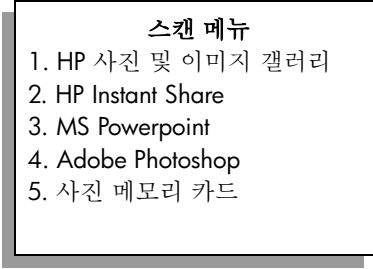 스캔 메뉴
1. HP 사진 및 이미지 갤러리
2. HP Instant Share
3. MS Powerpoint
4. Adobe Photoshop
5. 사진 메모리 카드